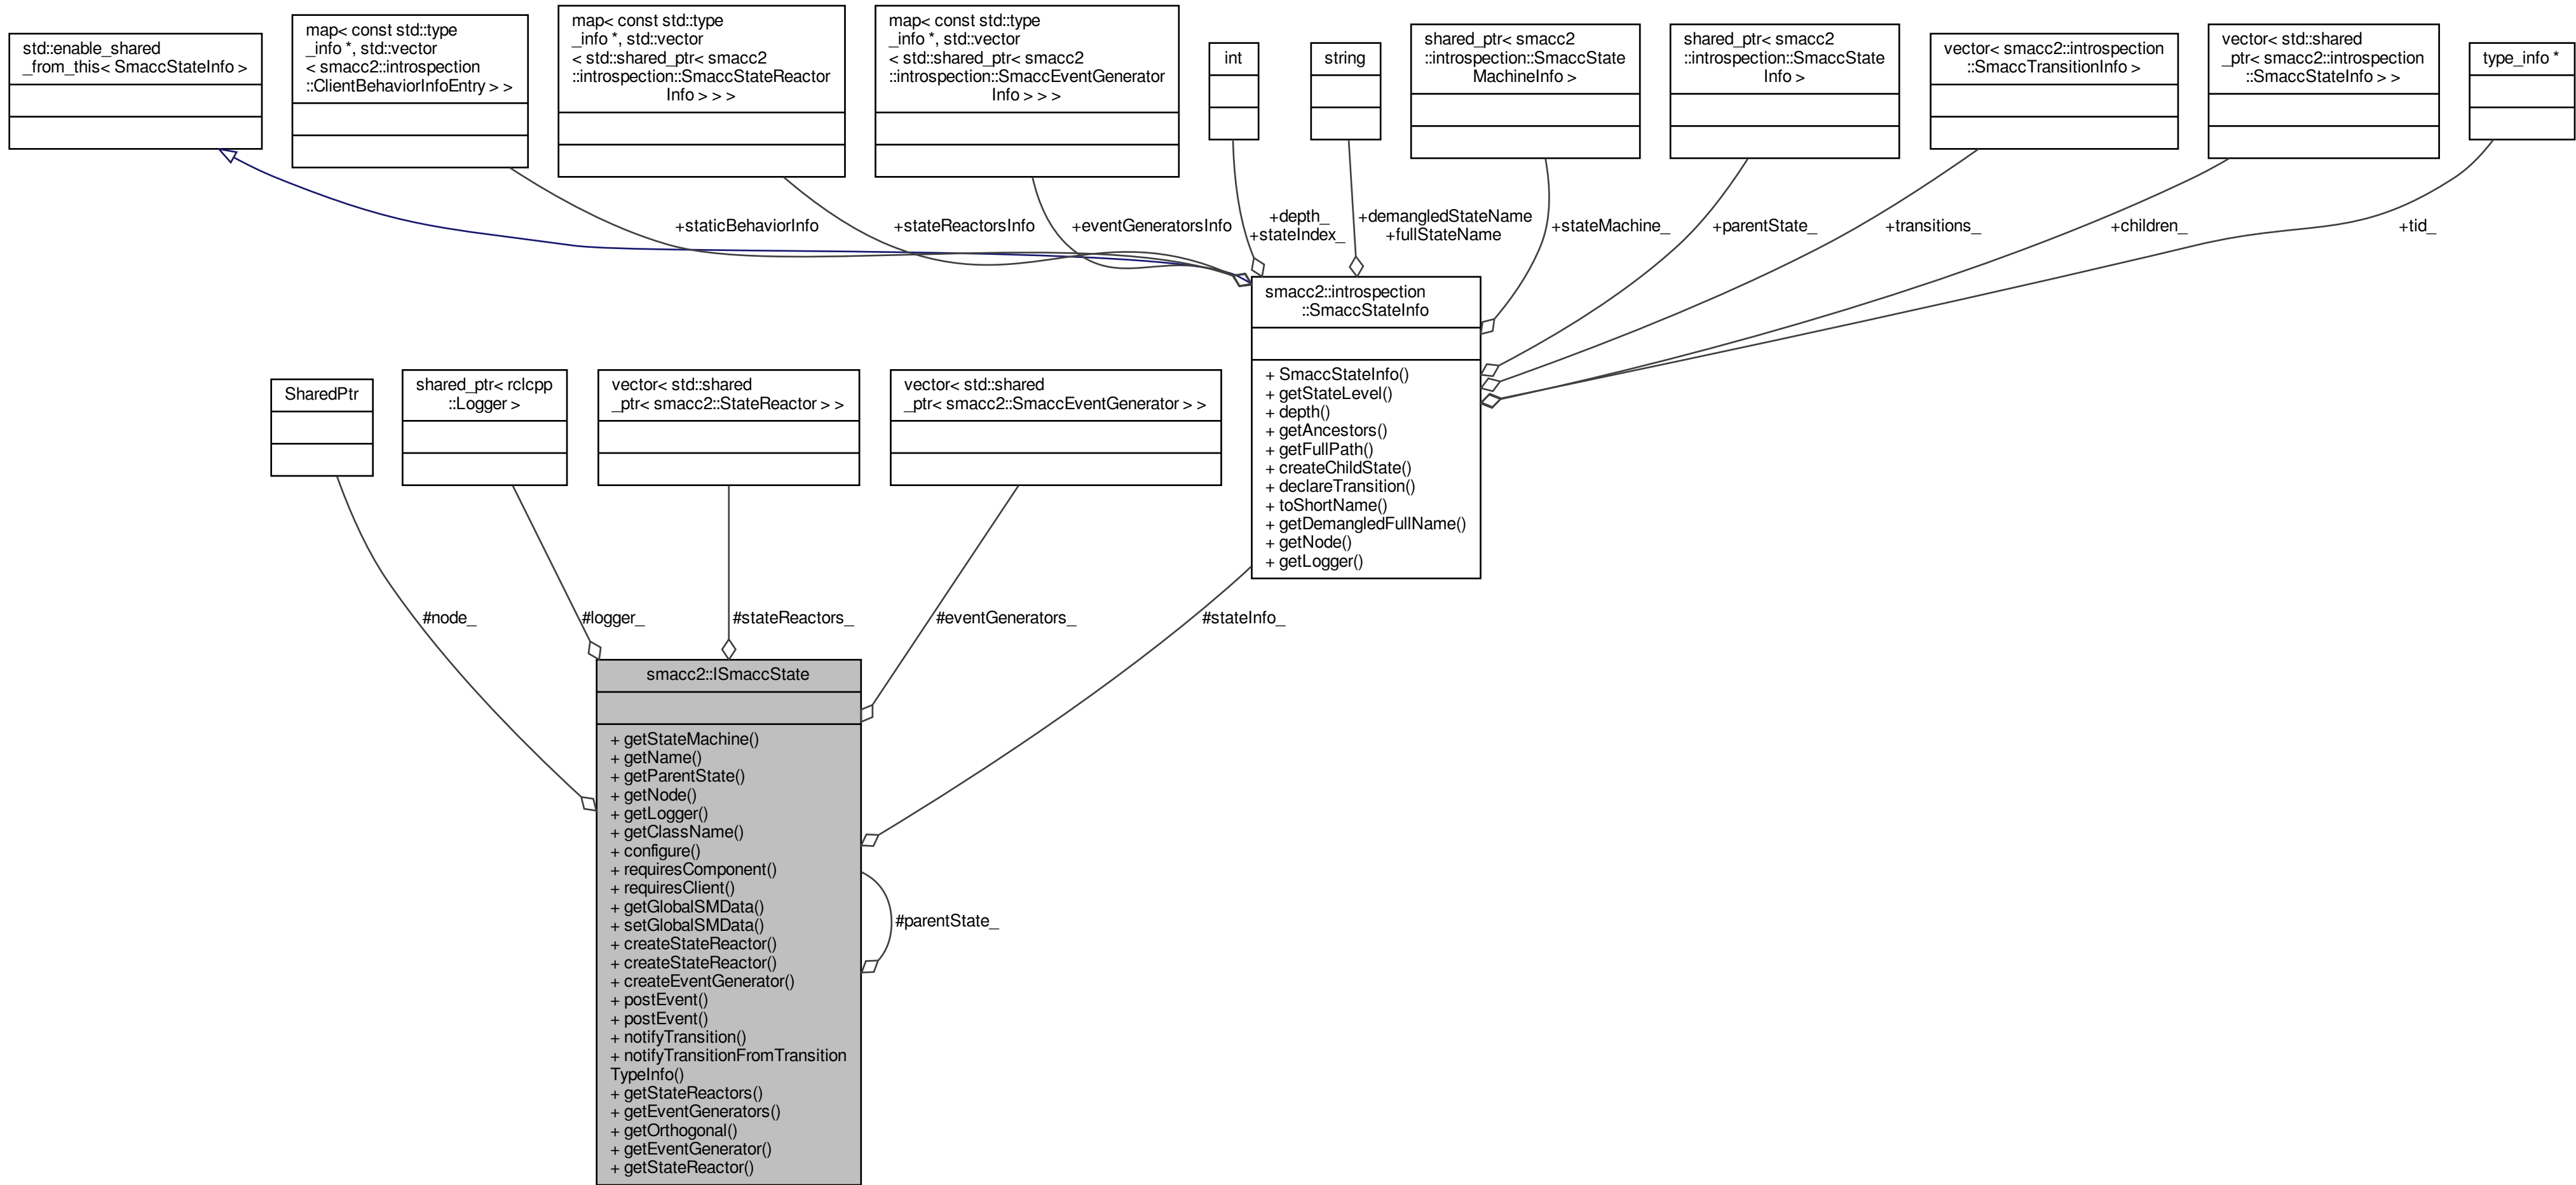 std::enable_shared
_from_this< SmaccStateInfo >
map< const std::type
_info *, std::vector
< smacc2::introspection
::ClientBehaviorInfoEntry > >
map< const std::type
_info *, std::vector
< std::shared_ptr< smacc2
::introspection::SmaccStateReactor
Info > > >
map< const std::type
_info *, std::vector
< std::shared_ptr< smacc2
::introspection::SmaccEventGenerator
Info > > >
int
string
shared_ptr< smacc2
::introspection::SmaccState
MachineInfo >
shared_ptr< smacc2
::introspection::SmaccState
Info >
vector< smacc2::introspection
::SmaccTransitionInfo >
vector< std::shared
_ptr< smacc2::introspection
::SmaccStateInfo > >
type_info *
+staticBehaviorInfo
+stateReactorsInfo
+eventGeneratorsInfo
+depth_
+stateIndex_
+demangledStateName
+fullStateName
+stateMachine_
+parentState_
+transitions_
+children_
+tid_
smacc2::introspection
::SmaccStateInfo
+ SmaccStateInfo()
+ getStateLevel()
+ depth()
+ getAncestors()
+ getFullPath()
+ createChildState()
+ declareTransition()
+ toShortName()
+ getDemangledFullName()
+ getNode()
+ getLogger()
SharedPtr
shared_ptr< rclcpp
::Logger >
vector< std::shared
_ptr< smacc2::StateReactor > >
vector< std::shared
_ptr< smacc2::SmaccEventGenerator > >
#node_
#logger_
#stateReactors_
#eventGenerators_
#stateInfo_
smacc2::ISmaccState
+ getStateMachine()
+ getName()
+ getParentState()
+ getNode()
+ getLogger()
+ getClassName()
+ configure()
+ requiresComponent()
+ requiresClient()
+ getGlobalSMData()
+ setGlobalSMData()
+ createStateReactor()
+ createStateReactor()
+ createEventGenerator()
+ postEvent()
+ postEvent()
+ notifyTransition()
+ notifyTransitionFromTransition
TypeInfo()
+ getStateReactors()
+ getEventGenerators()
+ getOrthogonal()
+ getEventGenerator()
+ getStateReactor()
#parentState_